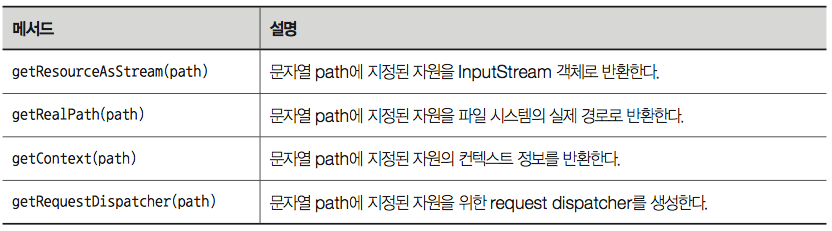 메서드 설명
getResourceAsStream(path) 문자열 path에 지정된 자원을 InputStream 객체로 반환한다.
getRealPath(path) 문자열 path에 지정된 자원을 파일 시스템의 실제 경로로 반환한다.
getContext(path) 문자열 path에 지정된 자원의 컨텍스트 정보를 반환한다.
getRequestDispatcher(path) 문자열 path에 지정된 자원을 위한 request dispatcher를 생성한다.